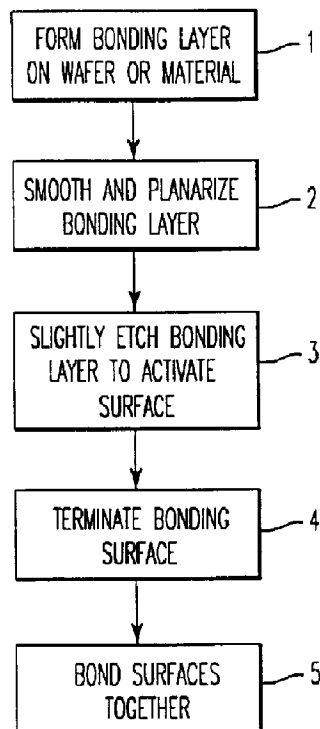 FORM BONDING LAYER
ON WAFER OR MATERIAL
1
SMOOTH AND PLANARIZE
BONDING LAYER
2
SLIGHTLY ETCH BONDING
LAYER TO ACTIVATE
SURFACE
3
TERMINATE BONDING
SURFACE
4
BOND SURFACES
TOGETHER
5